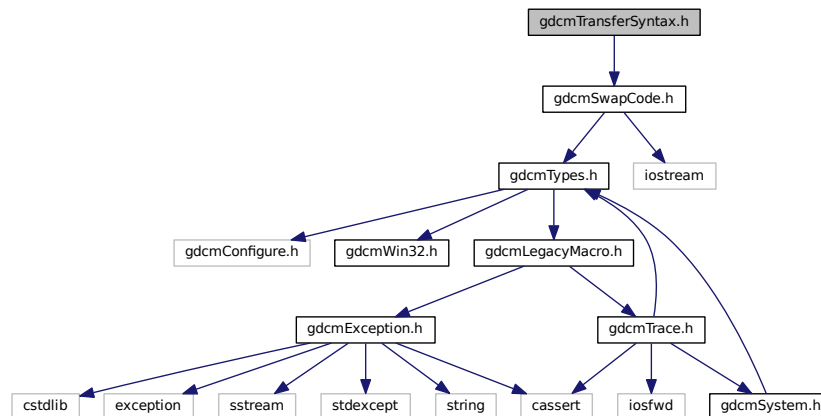 gdcmTransferSyntax.h
gdcmSwapCode.h
gdcmTypes.h
iostream
gdcmConfigure.h
gdcmWin32.h
gdcmLegacyMacro.h
gdcmException.h
gdcmTrace.h
cstdlib
exception
sstream
stdexcept
string
cassert
iosfwd
gdcmSystem.h